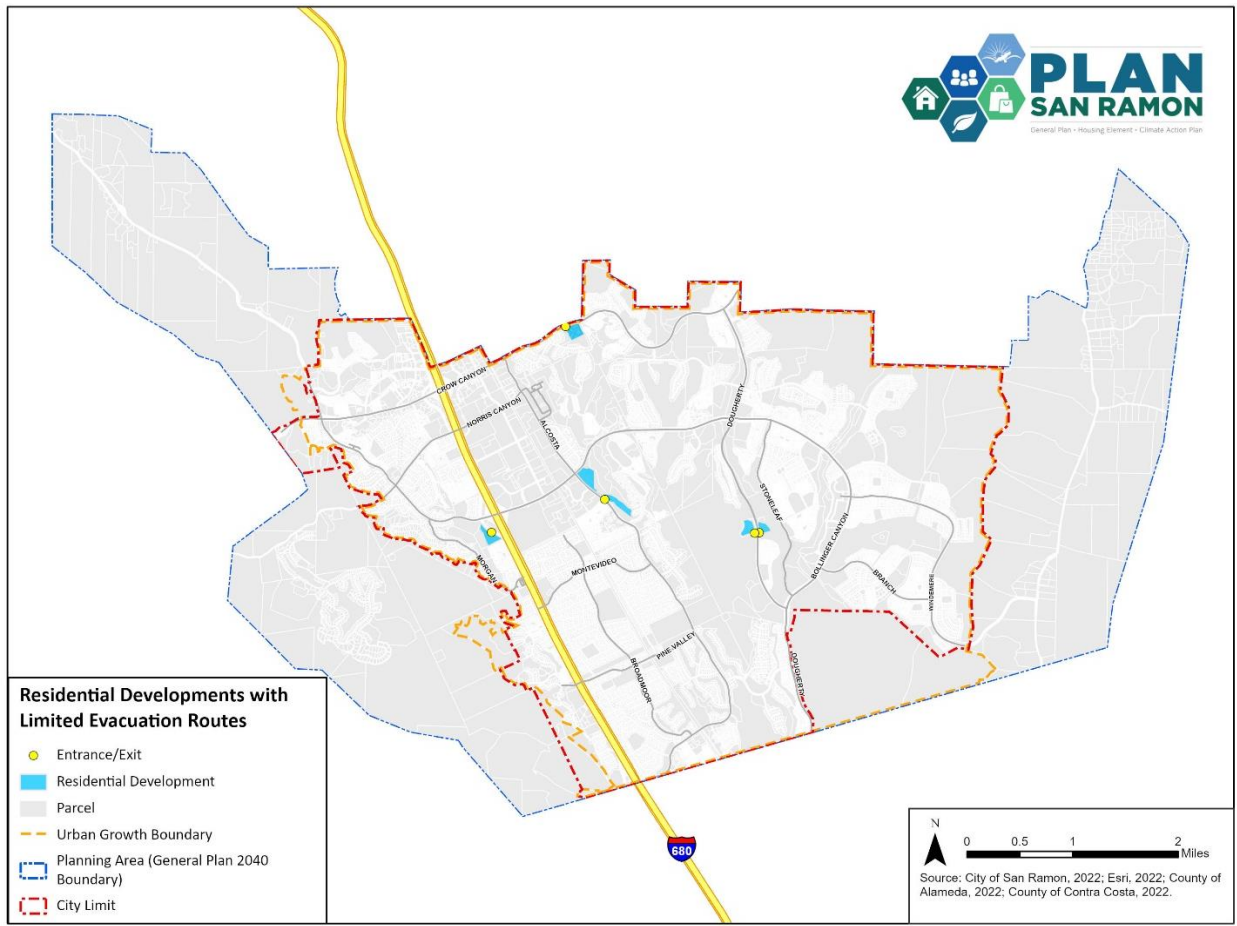 PLAN
SAN RAMON
General Plan • Housing Element • Climate Action Plan
CROW CANYON
NORRIS CANYON
ALCOSTA
DOUGHERTY
STONELEAF
BOLLINGER CANYON
MORGAN
MONTEVIDEO
BRANCH
WINDEMERE
PINE VALLEY
BROADMOOR
DOUGHERTY
Residential Developments with
Limited Evacuation Routes
Entrance/Exit
Residential Development
Parcel
Urban Growth Boundary
Planning Area (General Plan 2040
Boundary)
City Limit
680
N
0 0.5 1 2
Miles
Source: City of San Ramon, 2022; Esri, 2022; County of
Alameda, 2022; County of Contra Costa, 2022.